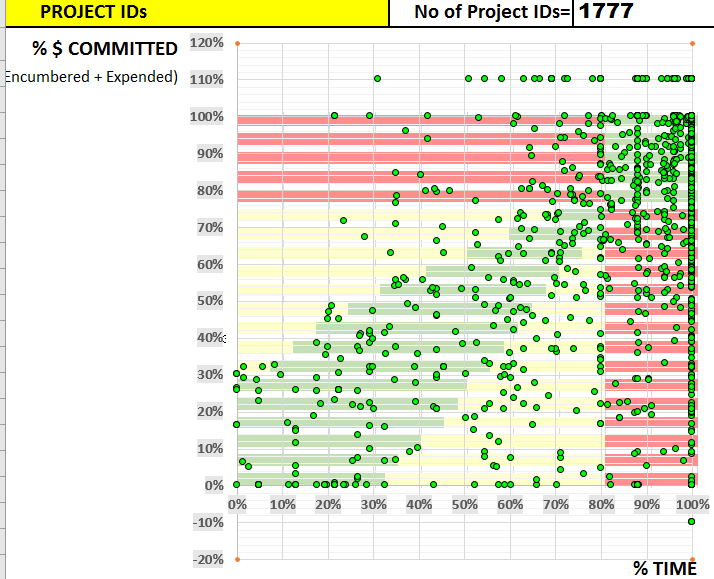 PROJECT IDs
No of Project IDs= 1777
% $ COMMITTED
Encumbered + Expended)
120%
110%
100%
90%
80%
70%
60%
50%
40%
30%
20%
10%
0%
0% 10% 20% 30% 40% 50% 60% 70% 80% 90% 100%
-10%
-20%
% TIME